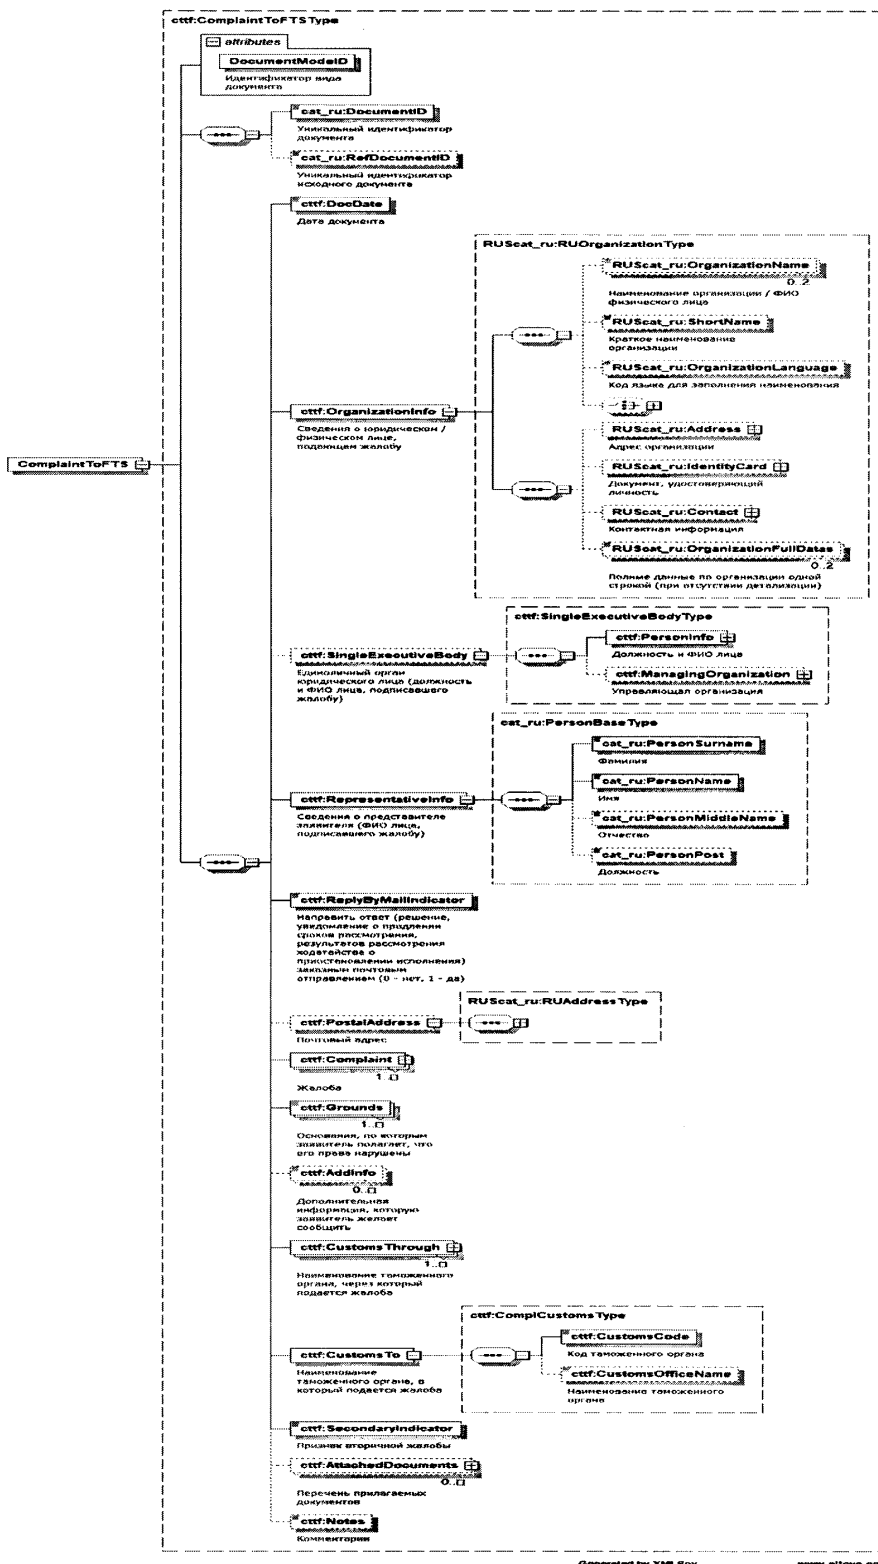 cttf:ComplaintToFTSType
attributes
DocumentModeID
Идентификатор вида
документа
cat_ru:DocumentID
Уникальный идентификатор
документа
cat_ru:RefDocumentID
Уникальный идентификатор
исходного документа
cttf:DocDate
Дата документа
RUScat_ru:RUOrganizationType
RUScat_ru:OrganizationName
0..2
Наименование организации / ФИО
физического лица
RUScat_ru:ShortName
Краткое наименование
организации
RUScat_ru:OrganizationLanguage
Код языка для заполнения наименования
cttf:OrganizationInfo
Сведения о юридическом /
физическом лице,
подающем жалобу
RUScat_ru:Address
Адрес организации
RUScat_ru:IdentityCard
Документ, удостоверяющий
личность
RUScat_ru:Contact
Контактная информация
RUScat_ru:OrganizationFullDatas
0..2
Полные данные по организации одной
строкой (при отсутствии детализации)
ComplaintToFTS
cttf:SingleExecutiveBodyType
cttf:SingleExecutiveBody
Единоличный орган
юридического лица (должность
и ФИО лица, подписавшего
жалобу)
cttf:PersonInfo
Должность и ФИО лица
cttf:ManagingOrganization
Управляющая организация
cat_ru:PersonBaseType
cat_ru:PersonSurname
Фамилия
cat_ru:PersonName
Имя
cat_ru:PersonMiddleName
Отчество
cat_ru:PersonPost
Должность
cttf:RepresentativeInfo
Сведения о представителе
заявителя (ФИО лица,
подписавшего жалобу)
cttf:ReplyByMailIndicator
Направить ответ (решение,
уведомление о продлении
сроков рассмотрения,
результатов рассмотрения
ходатайства о
приостановлении исполнения)
заказным почтовым
отправлением (0 - нет, 1 - да)
RUScat_ru:RUAddressType
cttf:PostalAddress
Почтовый адрес
cttf:Complaint
1..□
Жалоба
cttf:Grounds
1..□
Основания, по которым
заявитель полагает, что
его права нарушены
cttf:AddInfo
0..□
Дополнительная
информация, которую
заявитель желает
сообщить
cttf:CustomsThrough
1..□
Наименование таможенного
органа, через который
подается жалоба
cttf:ComplCustomsType
cttf:CustomsTo
Наименование
таможенного органа, в
который подается жалоба
cttf:CustomsCode
Код таможенного органа
cttf:CustomsOfficeName
Наименование таможенного
органа
cttf:SecondaryIndicator
Признак вторичной жалобы
cttf:AttachedDocuments
0..□
Перечень прилагаемых
документов
cttf:Notes
Комментарии